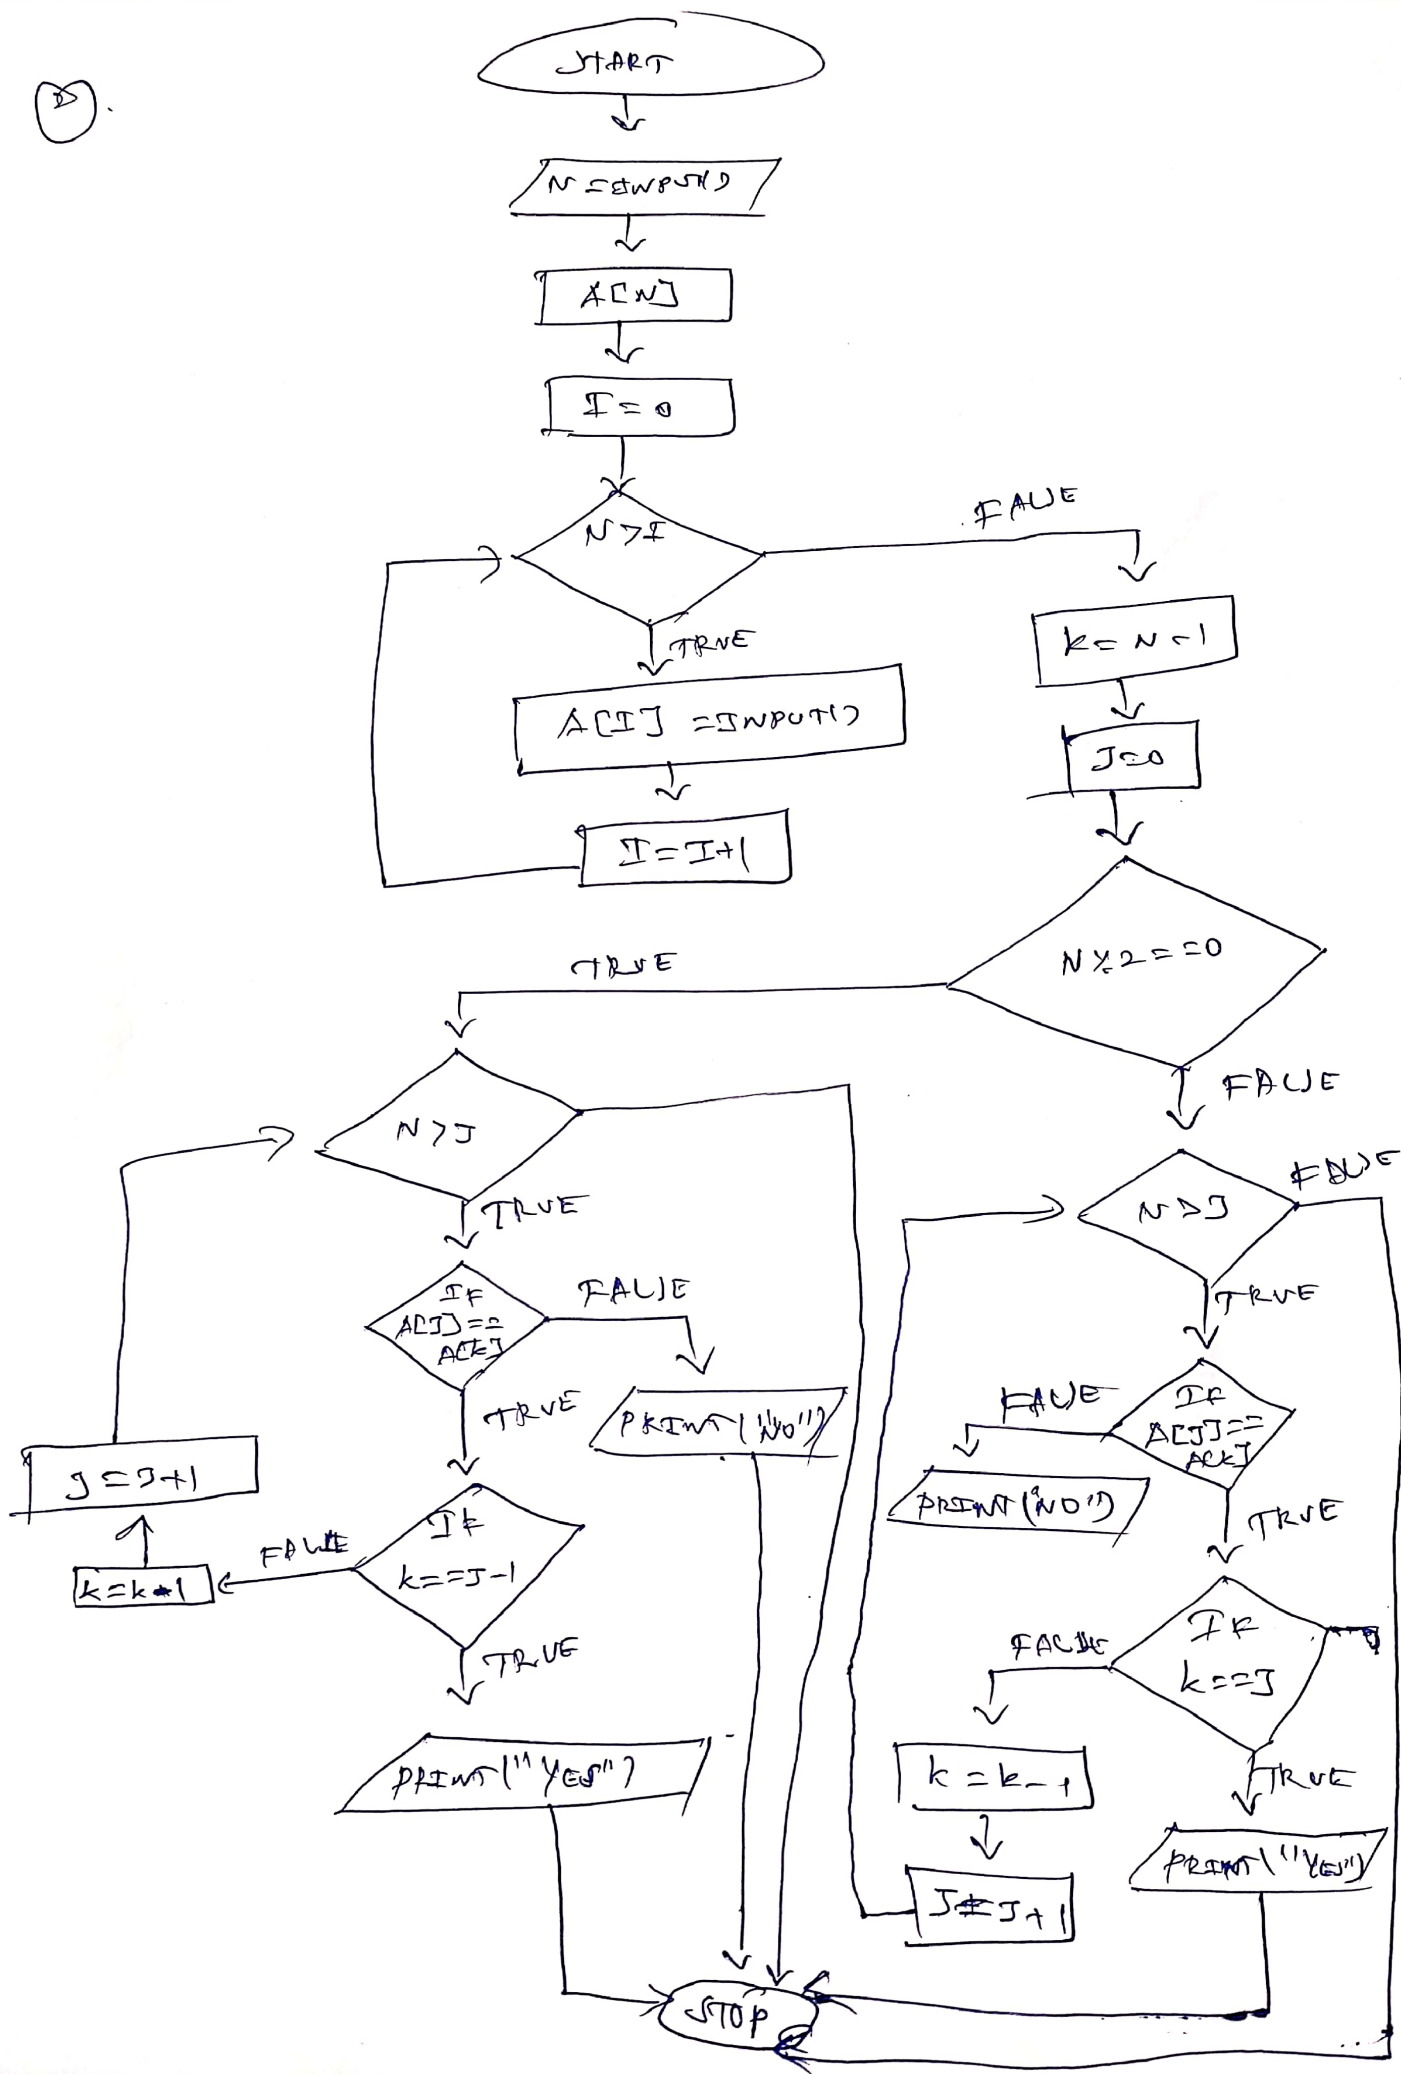 D.
START
N = INPUT()
A[N]
I = 0
N > I
FALSE
TRUE
A[I] = INPUT()
I = I+1
K = N - 1
J = 0
N % 2 = = 0
TRUE
FALSE
N > J
TRUE
IF
A[J] ==
A[K]
FALSE
PRINT("NO")
TRUE
IF
K == J-1
FALSE
K = K-1
J = J+1
TRUE
PRINT("YES")
N > J
FALSE
TRUE
IF
A[J] ==
A[K]
FALSE
PRINT("NO")
TRUE
IF
K == J
FALSE
K = K-1
J = J+1
TRUE
PRINT("YES")
STOP